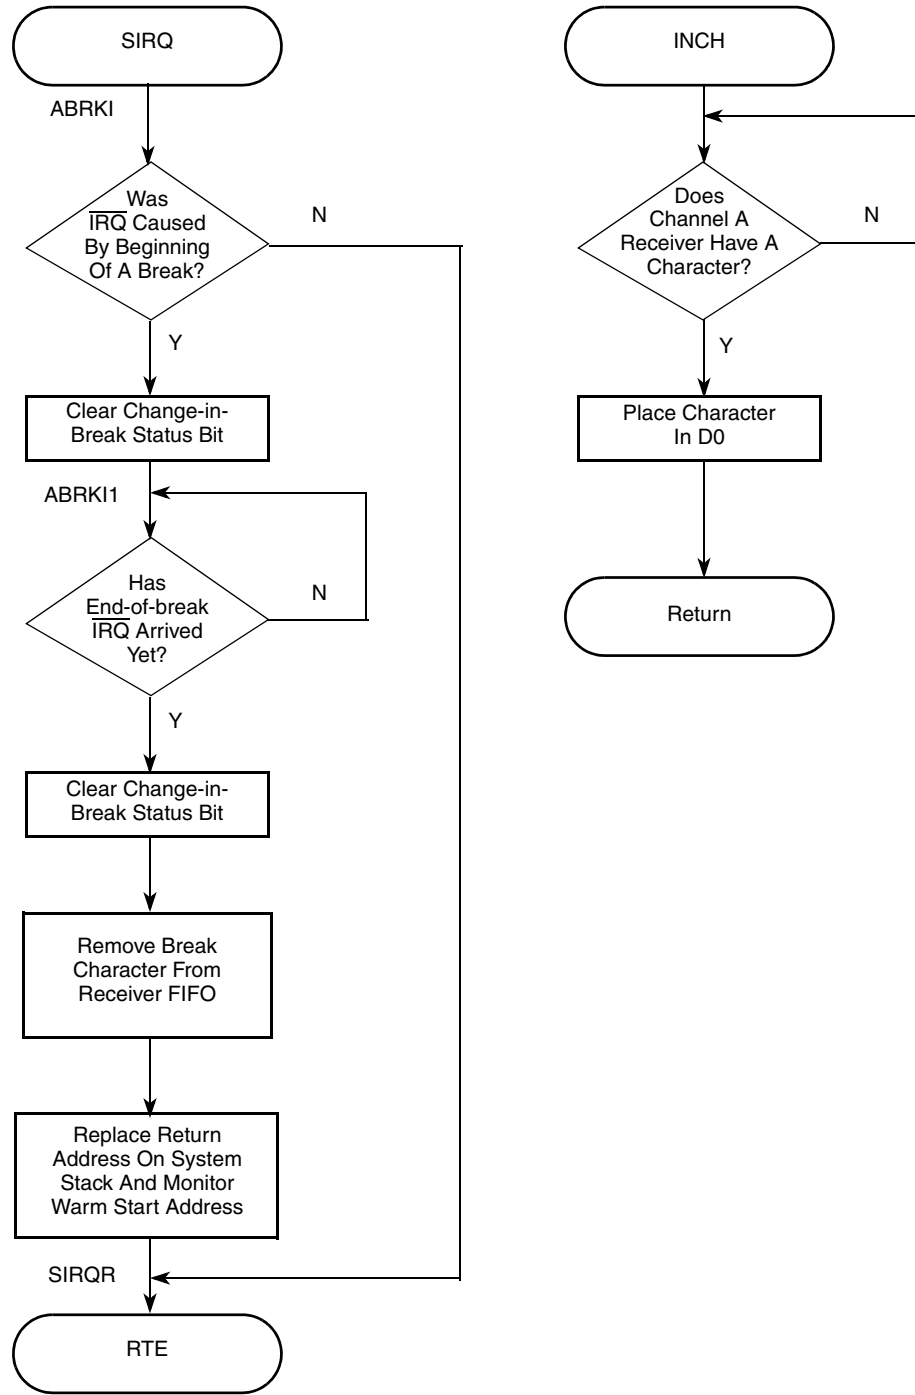 SIRQ
ABRKI
Was
IRQ Caused
By Beginning
Of A Break?
N
Y
Clear Change-in-
Break Status Bit
ABRKI1
Has
End-of-break
IRQ Arrived
Yet?
N
Y
Clear Change-in-
Break Status Bit
Remove Break
Character From
Receiver FIFO
Replace Return
Address On System
Stack And Monitor
Warm Start Address
SIRQR
RTE
INCH
Does
Channel A
Receiver Have A
Character?
N
Y
Place Character
In D0
Return